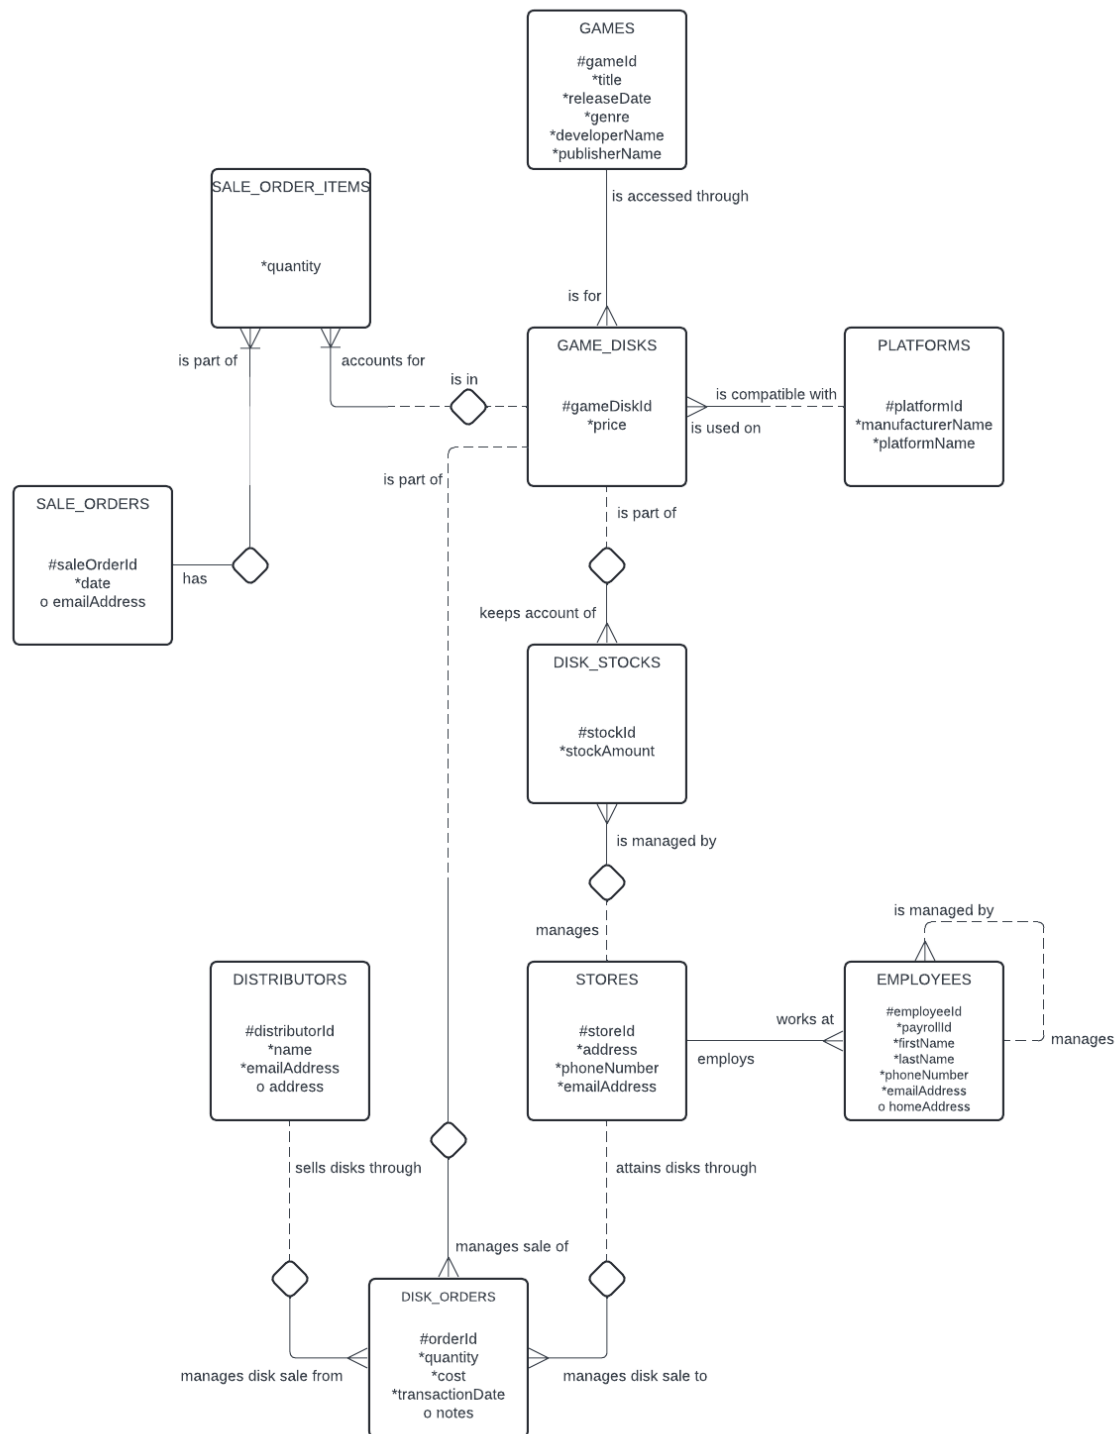 GAMES
#gameId
*title
*releaseDate
*genre
*developerName
*publisherName
is accessed through
is for
SALE_ORDER_ITEMS
*quantity
is part of
accounts for
is in
GAME_DISKS
#gameDiskId
*price
is compatible with
is used on
PLATFORMS
#platformId
*manufacturerName
*platformName
SALE_ORDERS
#saleOrderId
*date
o emailAddress
has
is part of
is part of
keeps account of
DISK_STOCKS
#stockId
*stockAmount
is managed by
manages
DISTRIBUTORS
#distributorId
*name
*emailAddress
o address
STORES
#storeId
*address
*phoneNumber
*emailAddress
works at
employs
is managed by
EMPLOYEES
#employeeId
*payrollId
*firstName
*lastName
*phoneNumber
*emailAddress
o homeAddress
manages
sells disks through
attains disks through
manages sale of
DISK_ORDERS
#orderId
*quantity
*cost
*transactionDate
o notes
manages disk sale from
manages disk sale to